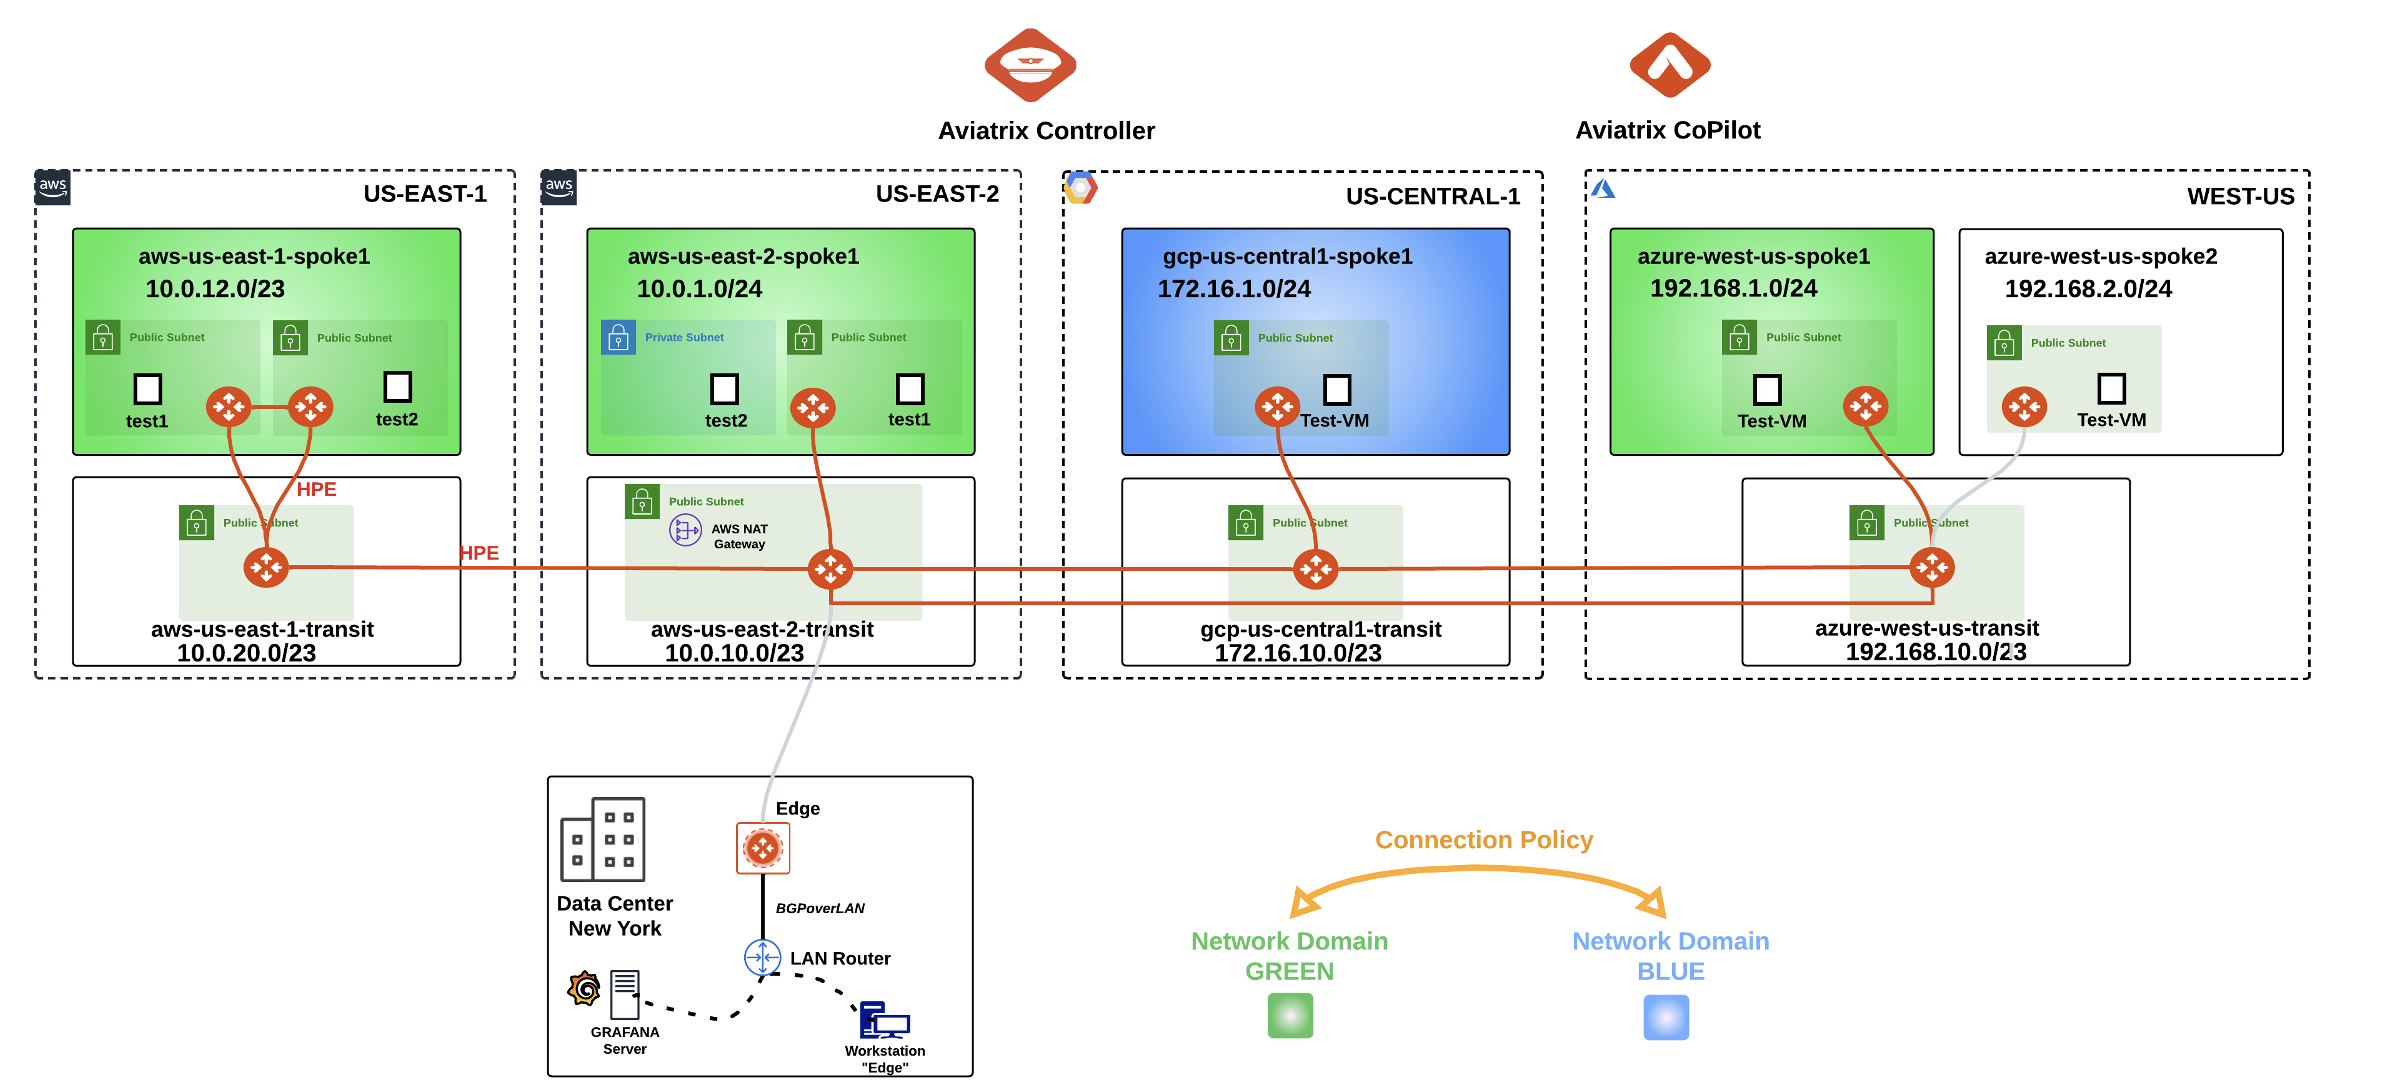 Aviatrix Controller
Aviatrix CoPilot
aws
US-EAST-1
aws-us-east-1-spoke1
10.0.12.0/23
Public Subnet
Public Subnet
test1
test2
HPE
Public Subnet
HPE
aws-us-east-1-transit
10.0.20.0/23
aws
US-EAST-2
aws-us-east-2-spoke1
10.0.1.0/24
Private Subnet
Public Subnet
test2
test1
Public Subnet
AWS NAT
Gateway
aws-us-east-2-transit
10.0.10.0/23
US-CENTRAL-1
gcp-us-central1-spoke1
172.16.1.0/24
Public Subnet
Test-VM
Public Subnet
gcp-us-central1-transit
172.16.10.0/23
WEST-US
azure-west-us-spoke1
192.168.1.0/24
Public Subnet
Test-VM
azure-west-us-spoke2
192.168.2.0/24
Public Subnet
Test-VM
Public Subnet
azure-west-us-transit
192.168.10.0/23
Edge
Data Center
New York
BGPoverLAN
LAN Router
GRAFANA
Server
Workstation
"Edge"
Connection Policy
Network Domain
GREEN
Network Domain
BLUE